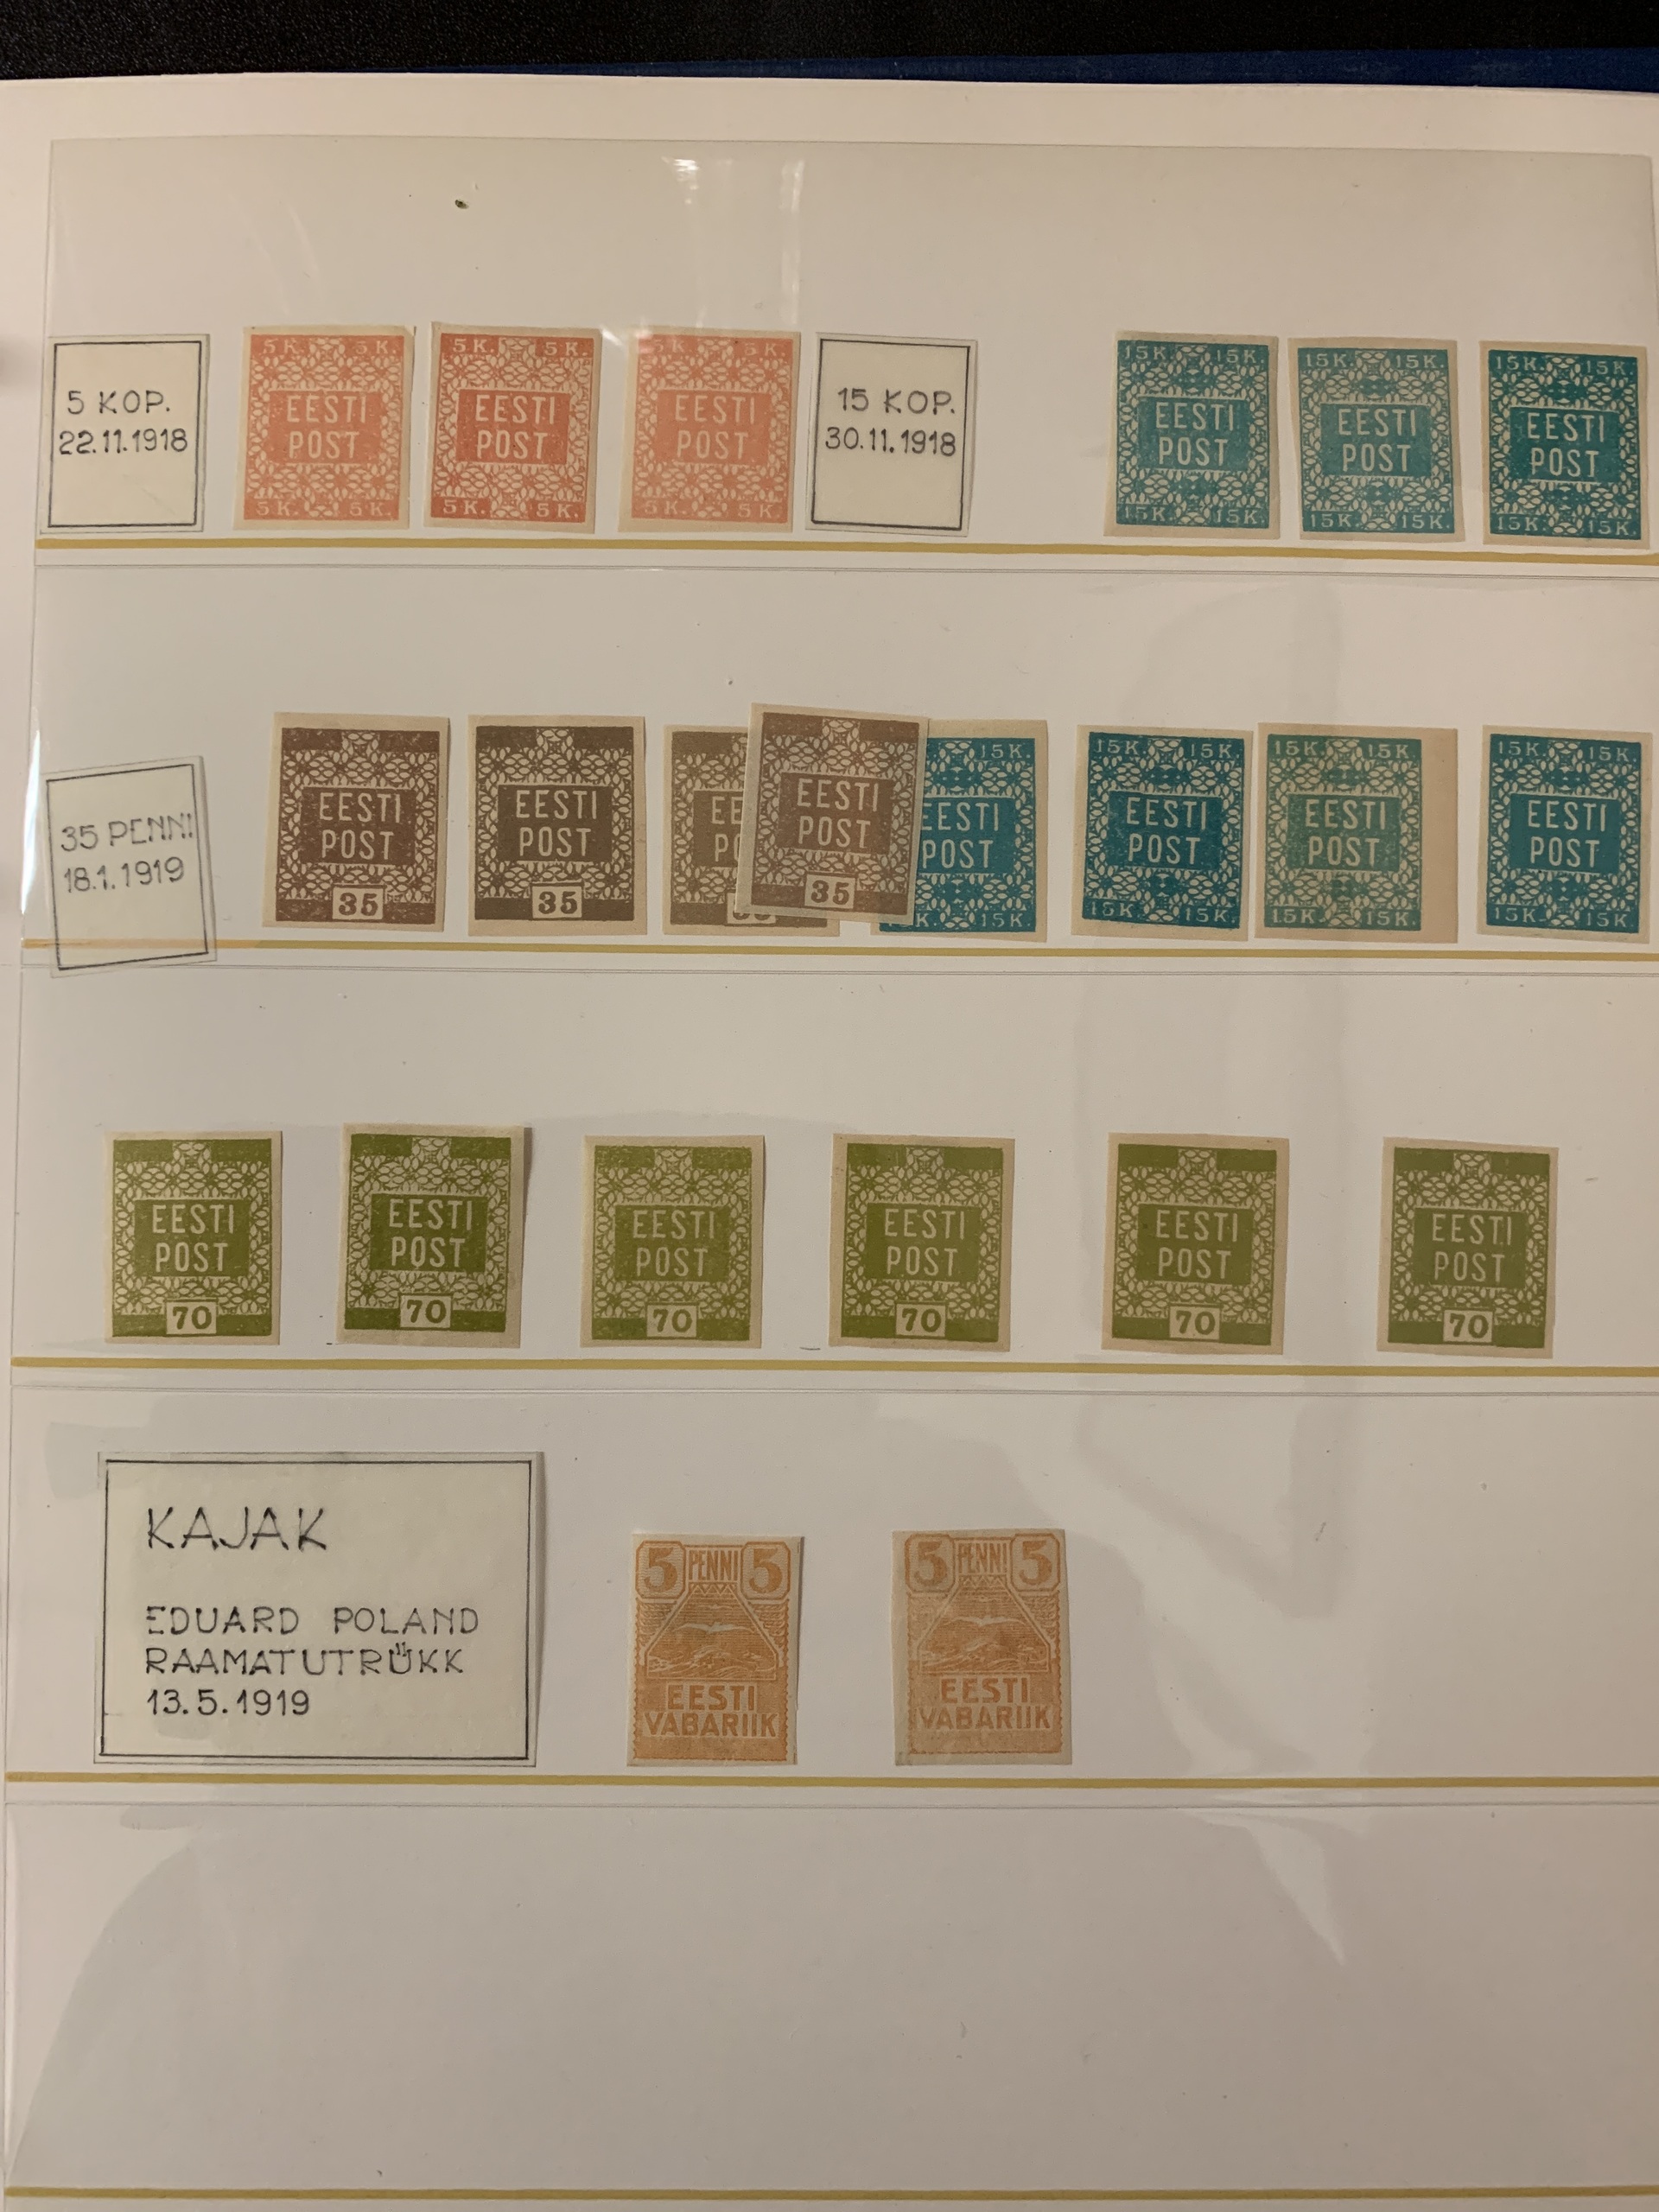 5 KOP.
22.11.1918
5 K. 5 K.
EESTI
POST
5 K. 5 K.
5 K. 5 K.
EESTI
POST
5 K. 5 K.
5 K. 5 K.
EESTI
POST
5 K. 5 K.
15 KOP.
30.11.1918
15 K. 15 K.
EESTI
POST
15 K. 15 K.
15 K. 15 K.
EESTI
POST
15 K. 15 K.
15 K. 15 K.
EESTI
POST
15 K. 15 K.
35 PENNI
18.1.1919
EESTI
POST
35
EESTI
POST
35
EE
PO
35
EESTI
POST
35
15 K
EESTI
POST
K. 15 K.
15 K. 15 K.
EESTI
POST
15 K. 15 K.
15 K. 15 K.
EESTI
POST
15 K. 15 K.
15 K. 15 K.
EESTI
POST
15 K. 15 K.
EESTI
POST
70
EESTI
POST
70
EESTI
POST
70
EESTI
POST
70
EESTI
POST
70
EESTI
POST
70
KAJAK
EDUARD POLAND
RAAMATUTRÜKK
13.5.1919
5 PENNI 5
EESTI
VABARIIK
5 PENNI 5
EESTI
VABARIIK